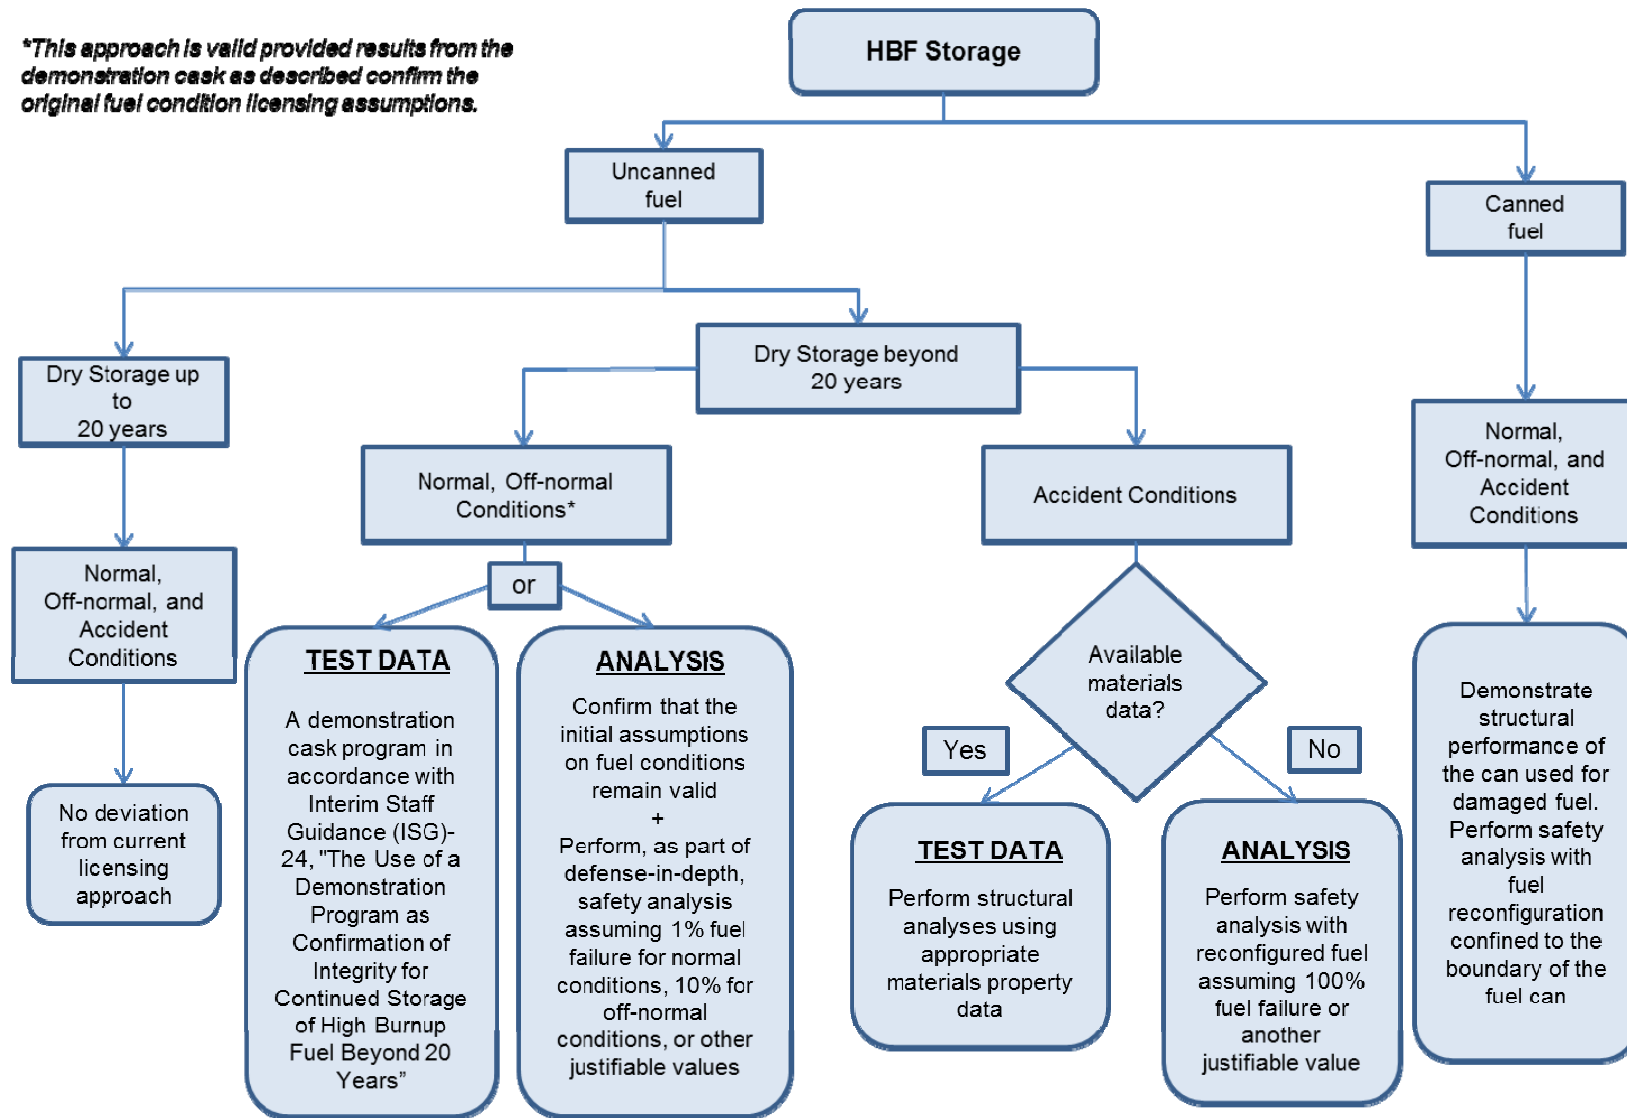 *This approach is valid provided results from the
demonstration cask as described confirm the
original fuel condition licensing assumptions.
HBF Storage
Uncanned
fuel
Canned
fuel
Dry Storage up
to
20 years
Dry Storage beyond
20 years
Normal, Off-normal
Conditions*
Accident Conditions
Normal,
Off-normal, and
Accident
Conditions
Normal,
Off-normal, and
Accident
Conditions
or
No deviation
from current
licensing
approach
TEST DATA
A demonstration
cask program in
accordance with
Interim Staff
Guidance (ISG)-
24, "The Use of a
Demonstration
Program as
Confirmation of
Integrity for
Continued Storage
of High Burnup
Fuel Beyond 20
Years”
ANALYSIS
Confirm that the
initial assumptions
on fuel conditions
remain valid
+
Perform, as part of
defense-in-depth,
safety analysis
assuming 1% fuel
failure for normal
conditions, 10% for
off-normal
conditions, or other
justifiable values
Available
materials
data?
Yes
No
TEST DATA
Perform structural
analyses using
appropriate
materials property
data
ANALYSIS
Perform safety
analysis with
reconfigured fuel
assuming 100%
fuel failure or
another
justifiable value
Demonstrate
structural
performance of
the can used for
damaged fuel.
Perform safety
analysis with
fuel
reconfiguration
confined to the
boundary of the
fuel can